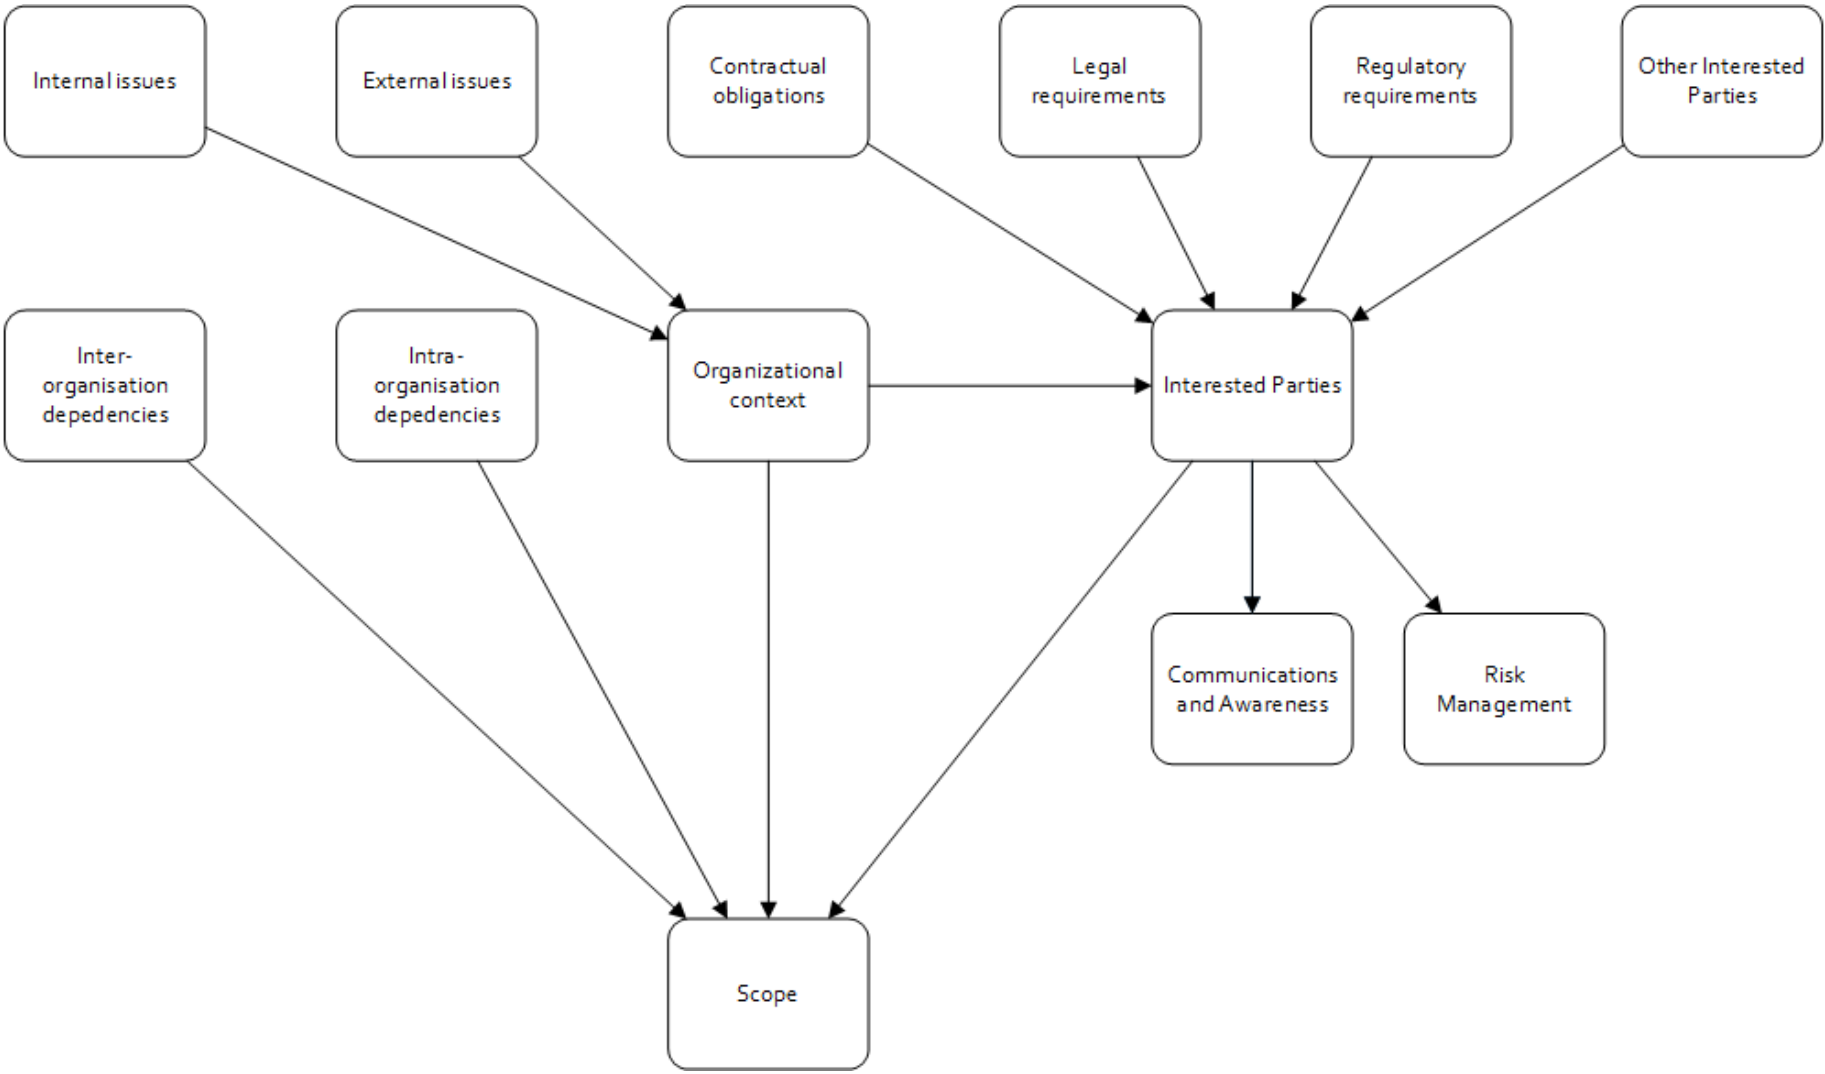 Internal issues
External issues
Contractual
obligations
Legal
requirements
Regulatory
requirements
Other Interested
Parties
Inter-
organisation
depedencies
Intra-
organisation
depedencies
Organizational
context
Interested Parties
Communications
and Awareness
Risk
Management
Scope